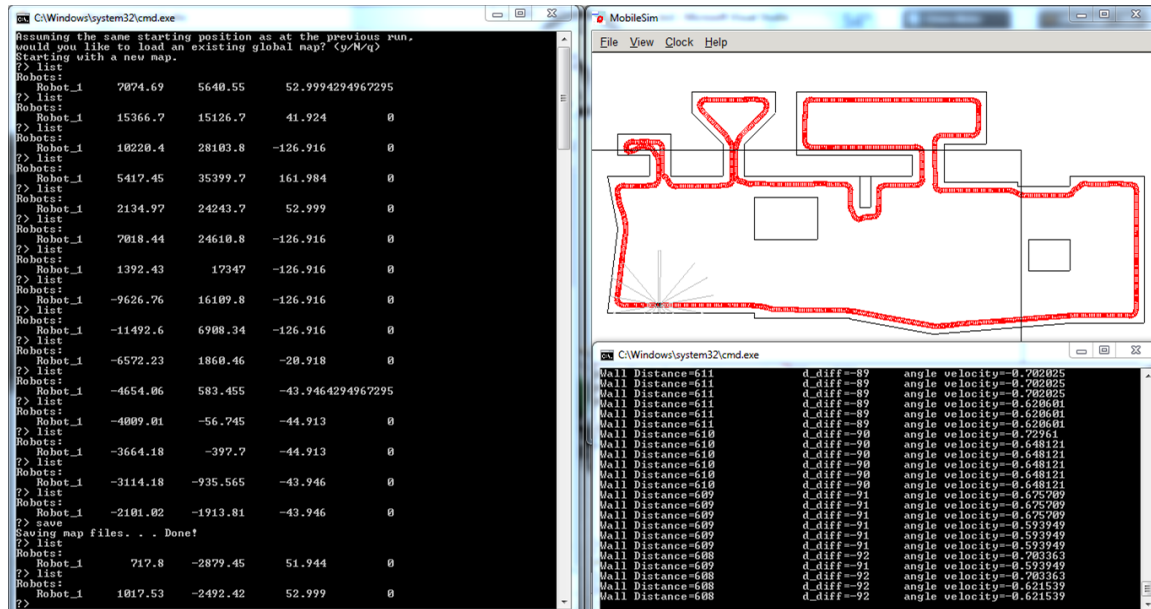 C:\Windows\system32\cmd.exe
Assuming the same starting position as at the previous run,
would you like to load an existing global map? (y/N/q)
Starting with a new map.
?> list
Robots:
Robot_1 7074.69 5640.55 52.9994294967295
?> list
Robots:
Robot_1 15366.7 15126.7 41.924 0
?> list
Robots:
Robot_1 10220.4 28103.8 -126.916 0
?> list
Robots:
Robot_1 5417.45 35399.7 161.984 0
?> list
Robots:
Robot_1 2134.97 24243.7 52.999 0
?> list
Robots:
Robot_1 7018.44 24610.8 -126.916 0
?> list
Robots:
Robot_1 1392.43 17347 -126.916 0
?> list
Robots:
Robot_1 -9626.76 16109.8 -126.916 0
?> list
Robots:
Robot_1 -11492.6 6908.34 -126.916 0
?> list
Robots:
Robot_1 -6572.23 1860.46 -20.918 0
?> list
Robots:
Robot_1 -4654.06 583.455 -43.9464294967295
?> list
Robots:
Robot_1 -4009.01 -56.745 -44.913 0
?> list
Robots:
Robot_1 -3664.18 -397.7 -44.913 0
?> list
Robots:
Robot_1 -3114.18 -935.565 -43.946 0
?> list
Robots:
Robot_1 -2101.02 -1913.81 -43.946 0
?> save
Saving map files. . . Done!
?> list
Robots:
Robot_1 717.8 -2879.45 51.944 0
?> list
Robots:
Robot_1 1017.53 -2492.42 52.999 0
?>
MobileSim
File View Clock Help
C:\Windows\system32\cmd.exe
Wall Distance=611 d_diff=-89 angle velocity=-0.702025
Wall Distance=611 d_diff=-89 angle velocity=-0.702025
Wall Distance=611 d_diff=-89 angle velocity=-0.702025
Wall Distance=611 d_diff=-89 angle velocity=-0.620601
Wall Distance=611 d_diff=-89 angle velocity=-0.620601
Wall Distance=611 d_diff=-89 angle velocity=-0.620601
Wall Distance=610 d_diff=-90 angle velocity=-0.72961
Wall Distance=610 d_diff=-90 angle velocity=-0.648121
Wall Distance=610 d_diff=-90 angle velocity=-0.648121
Wall Distance=610 d_diff=-90 angle velocity=-0.648121
Wall Distance=610 d_diff=-90 angle velocity=-0.648121
Wall Distance=610 d_diff=-90 angle velocity=-0.648121
Wall Distance=609 d_diff=-91 angle velocity=-0.675709
Wall Distance=609 d_diff=-91 angle velocity=-0.675709
Wall Distance=609 d_diff=-91 angle velocity=-0.675709
Wall Distance=609 d_diff=-91 angle velocity=-0.593949
Wall Distance=609 d_diff=-91 angle velocity=-0.593949
Wall Distance=609 d_diff=-91 angle velocity=-0.593949
Wall Distance=608 d_diff=-92 angle velocity=-0.703363
Wall Distance=609 d_diff=-91 angle velocity=-0.593949
Wall Distance=608 d_diff=-92 angle velocity=-0.703363
Wall Distance=608 d_diff=-92 angle velocity=-0.621539
Wall Distance=608 d_diff=-92 angle velocity=-0.621539